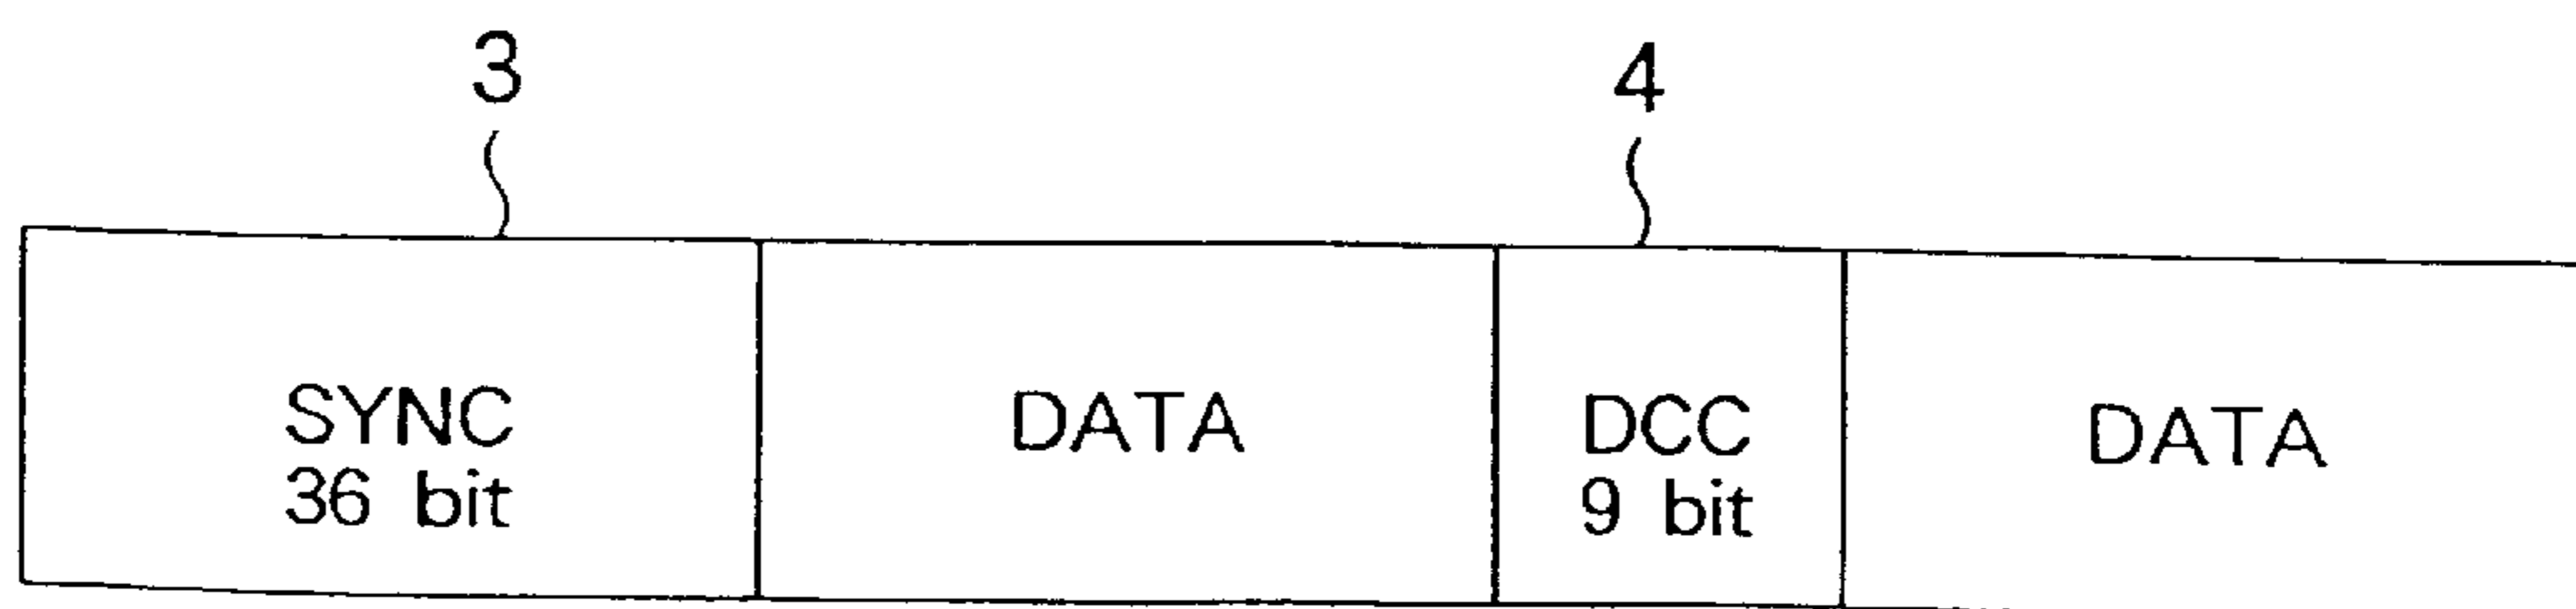 3
4
SYNC
36 bit
DATA
DCC
9 bit
DATA